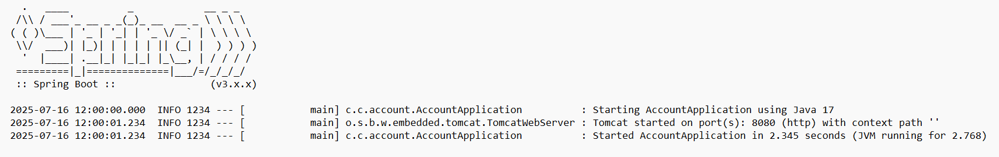 .   ____          _            __ _ _
 /\\ / ___'_ __ _ _(_)_ __  __ _ \ \ \ \
( ( )\___ | '_ | '_| | '_ \/ _` | \ \ \ \
 \\/  ___)| |_)| | | | | || (_| |  ) ) ) )
  '  |____| .__|_| |_|_| |_\__, | / / / /
 =========|_|==============|___/=/_/_/_/
 :: Spring Boot ::                (v3.x.x)

2025-07-16 12:00:00.000  INFO 1234 --- [           main] c.c.account.AccountApplication          : Starting AccountApplication using Java 17
2025-07-16 12:00:01.234  INFO 1234 --- [           main] o.s.b.w.embedded.tomcat.TomcatWebServer : Tomcat started on port(s): 8080 (http) with context path ''
2025-07-16 12:00:01.234  INFO 1234 --- [           main] c.c.account.AccountApplication          : Started AccountApplication in 2.345 seconds (JVM running for 2.768)